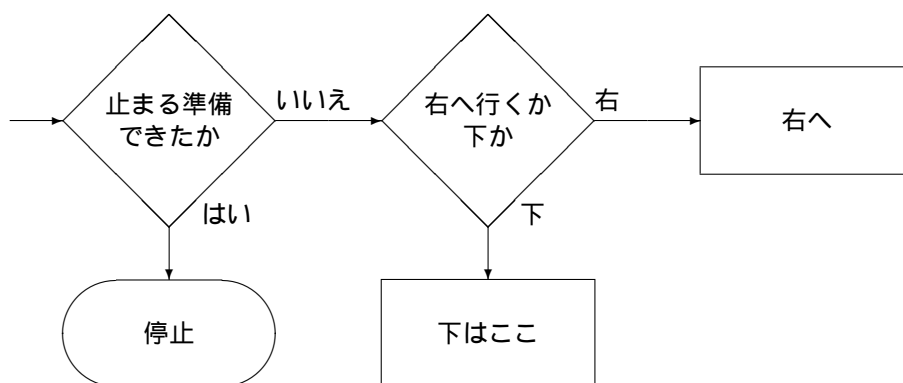 止まる準備
できたか
いいえ
はい
停止
右へ行くか
下か
右
下
右へ
下はここ